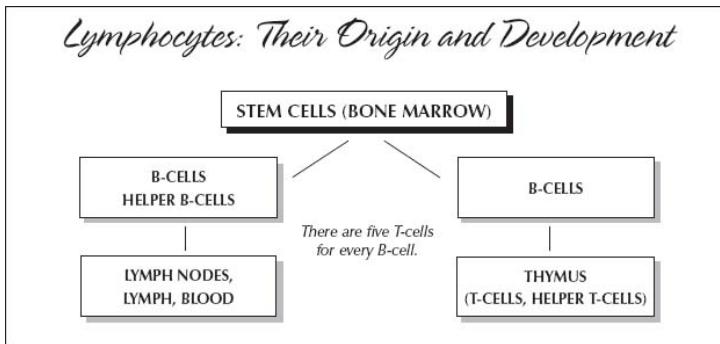 Lymphocytes: Their Origin and Development
STEM CELLS (BONE MARROW)
B-CELLS
HELPER B-CELLS
B-CELLS
There are five T-cells
for every B-cell.
LYMPH NODES,
LYMPH, BLOOD
THYMUS
(T-CELLS, HELPER T-CELLS)